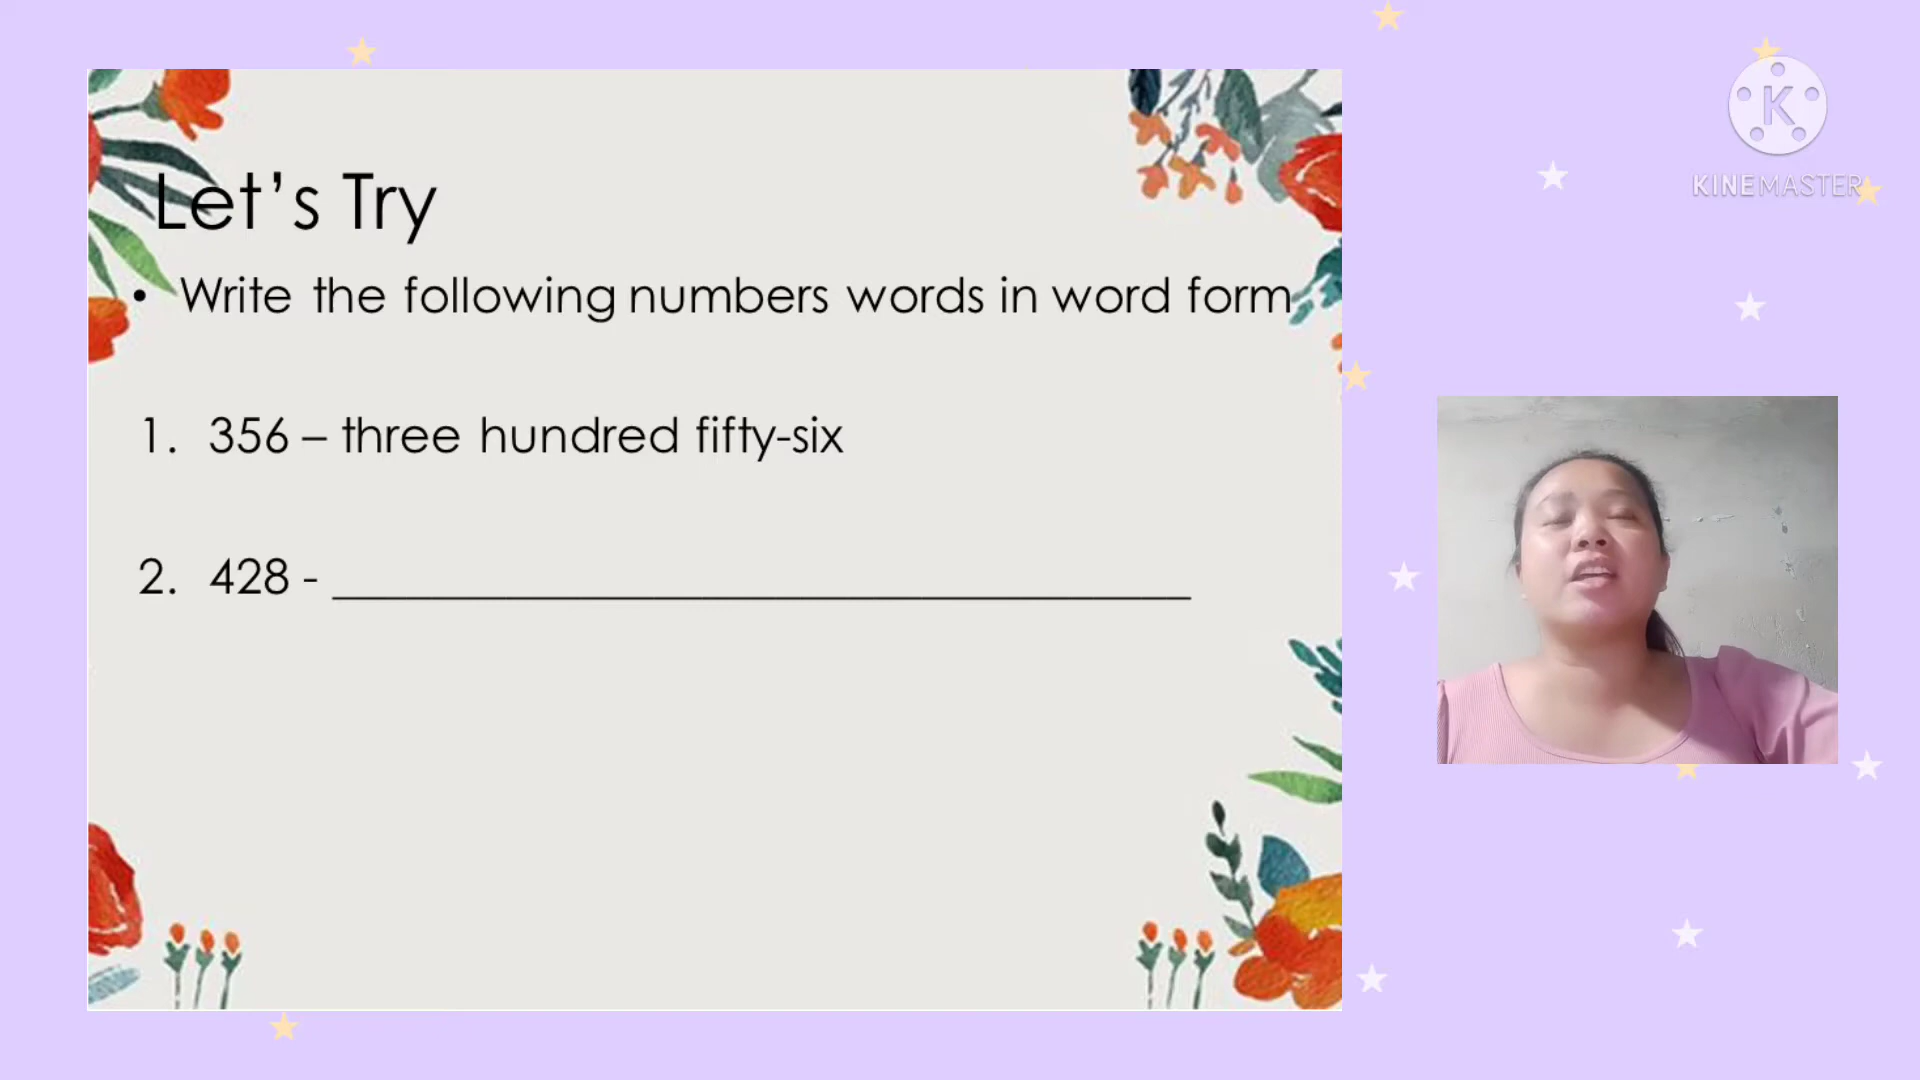 Let's Try
• Write the following numbers words in word form
1. 356 – three hundred fifty-six
2. 428 - ___________________________________
K
KINEMASTER